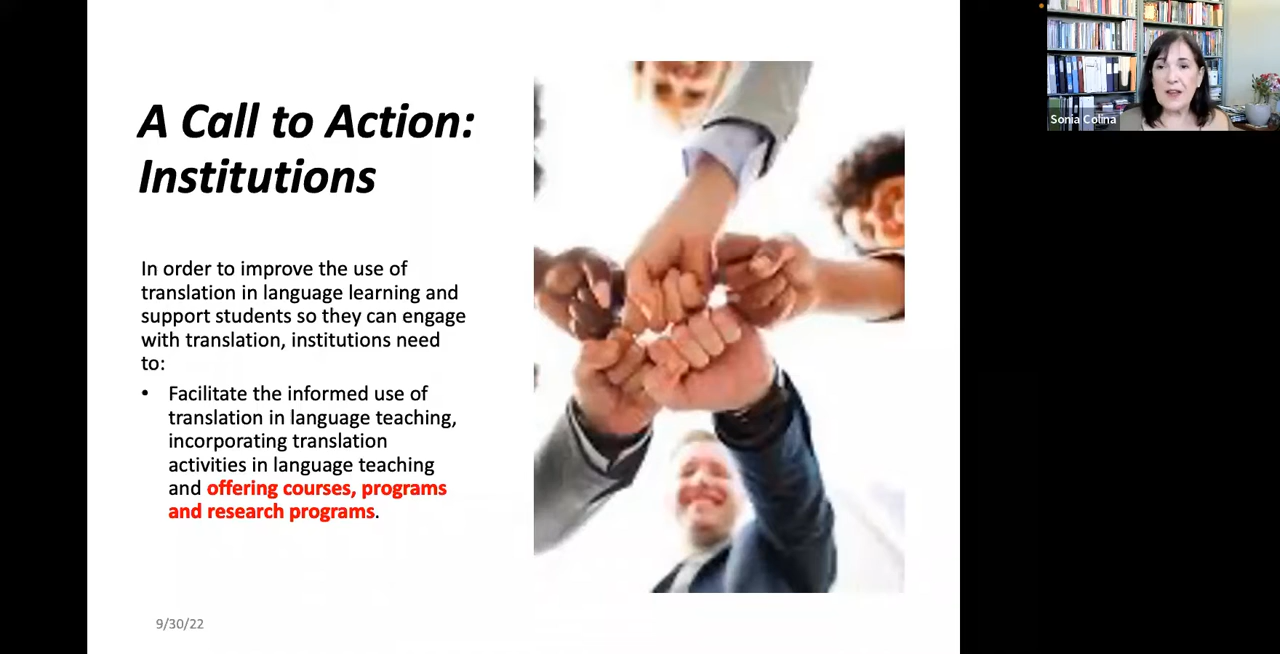 A Call to Action:
Institutions
In order to improve the use of
translation in language learning and
support students so they can engage
with translation, institutions need
to:
• Facilitate the informed use of
translation in language teaching,
incorporating translation
activities in language teaching
and offering courses, programs
and research programs.
9/30/22
Sonia Colina